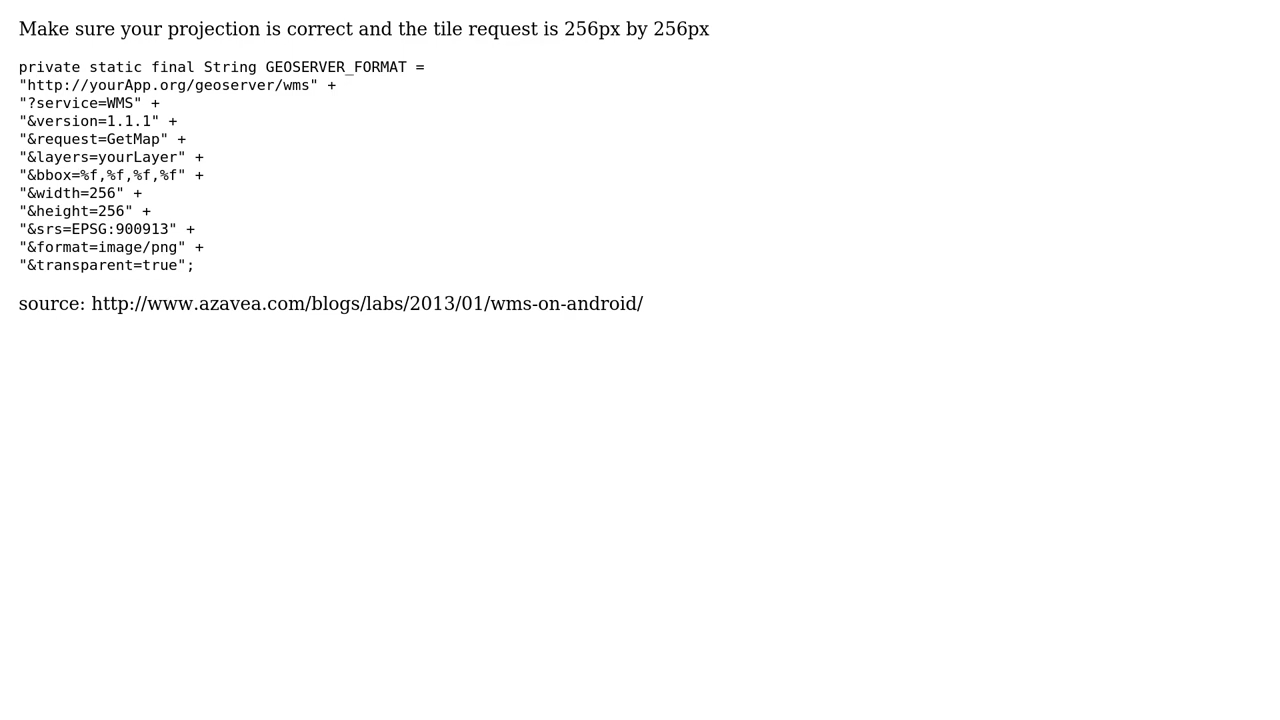 Make sure your projection is correct and the tile request is 256px by 256px
private static final String GEOSERVER_FORMAT =
"http://yourApp.org/geoserver/wms" +
"?service=WMS" +
"&version=1.1.1" +
"&request=GetMap" +
"&layers=yourLayer" +
"&bbox=%f,%f,%f,%f" +
"&width=256" +
"&height=256" +
"&srs=EPSG:900913" +
"&format=image/png" +
"&transparent=true";
source: http://www.azavea.com/blogs/labs/2013/01/wms-on-android/